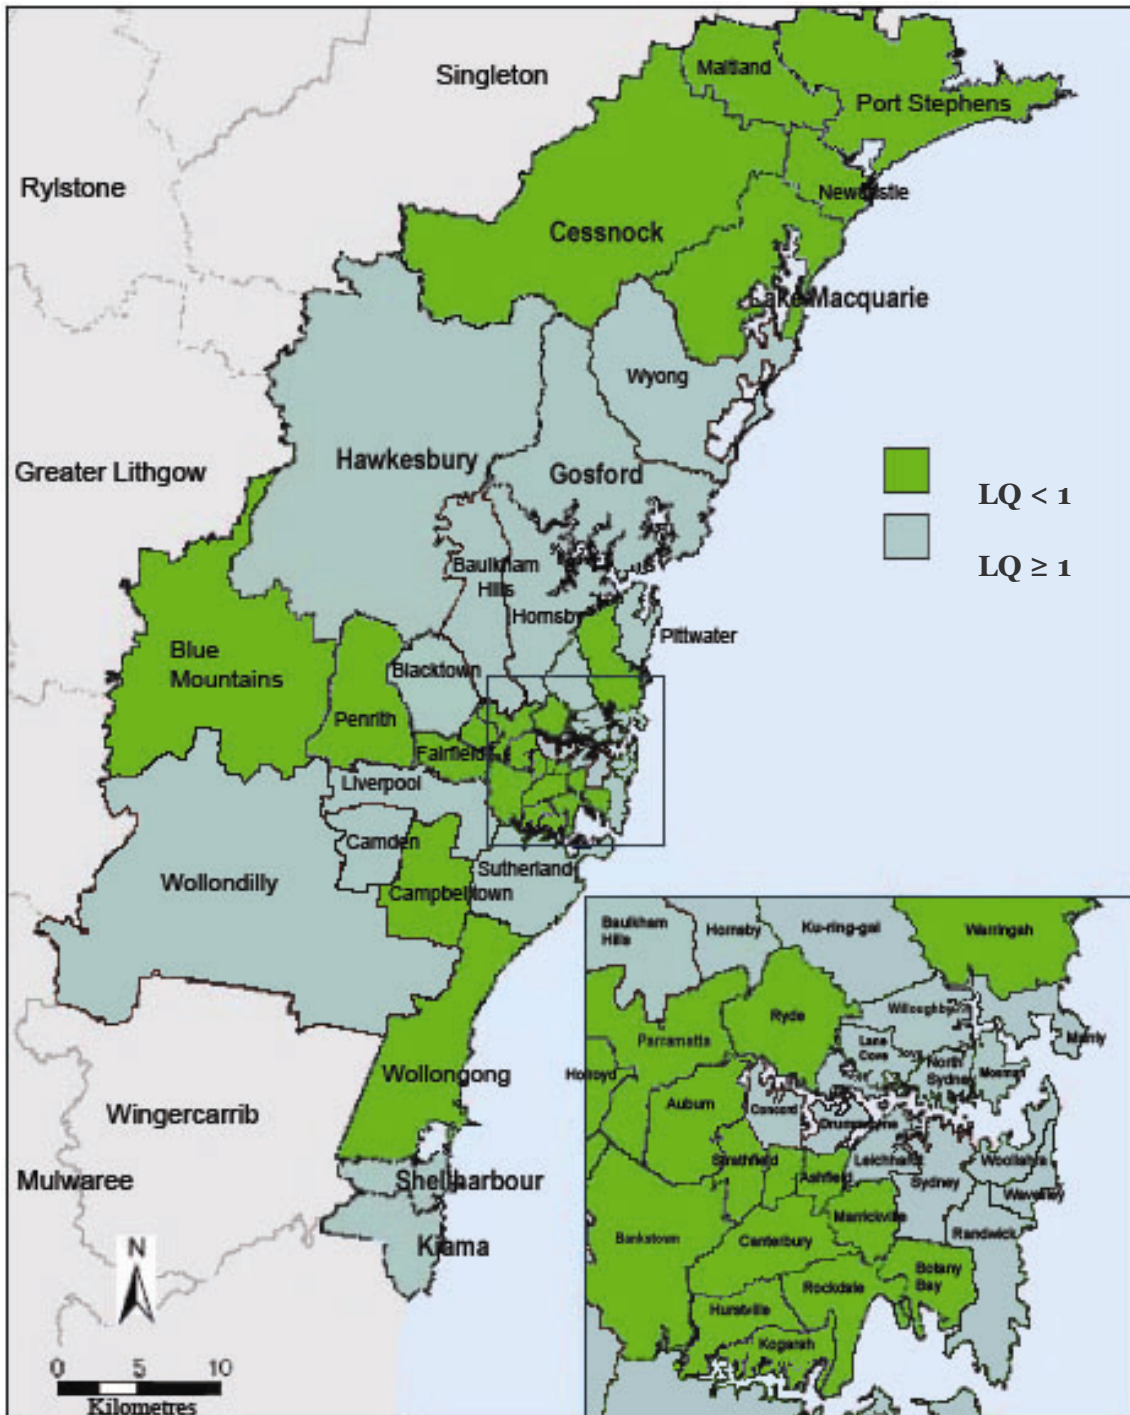 Singleton
Maitland
Port Stephens
Rylstone
Newcastle
Cessnock
Lake Macquarie
Wyong
Greater Lithgow
Hawkesbury
Gosford
LQ < 1
LQ ≥ 1
Baulkham
Hills
Hornsby
Pittwater
Blue
Mountains
Blacktown
Penrith
Fairfield
Liverpool
Camden
Sutherland
Wollondilly
Campbelltown
Wollongong
Wingercarrib
Mulwaree
Shellharbour
Kiama
N
0 5 10
Kilometres
Baulkham
Hills
Hornsby
Ku-ring-gai
Warringah
Willoughby
Ryde
Parramatta
Lane
Cove
North
Sydney
Mosman
Manly
Holroyd
Auburn
Concord
Drummoyne
Strathfield
Ashfield
Leichhardt
Sydney
Woollahra
Waverley
Marrickville
Randwick
Bankstown
Canterbury
Botany
Bay
Rockdale
Hurstville
Kogarah